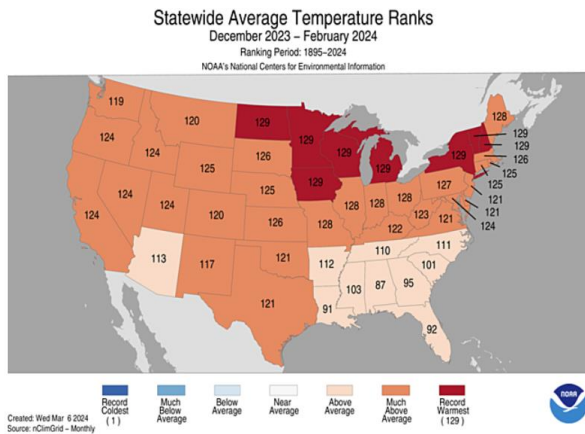 Statewide Average Temperature Ranks
December 2023 – February 2024
Ranking Period: 1895–2024
NOAA's National Centers for Environmental Information
119
120
129
129
128
129
129
126
125
125
121
121
124
124
124
125
126
129
129
129
127
124
124
124
120
125
126
129
128
128
128
128
122
123
121
113
117
121
121
112
110
111
101
103
87
95
91
92
Record
Coldest
( 1 )
Much
Below
Average
Below
Average
Near
Average
Above
Average
Much
Above
Average
Record
Warmest
( 129 )
Created: Wed Mar 6 2024
Source: nClimGrid – Monthly
NOAA